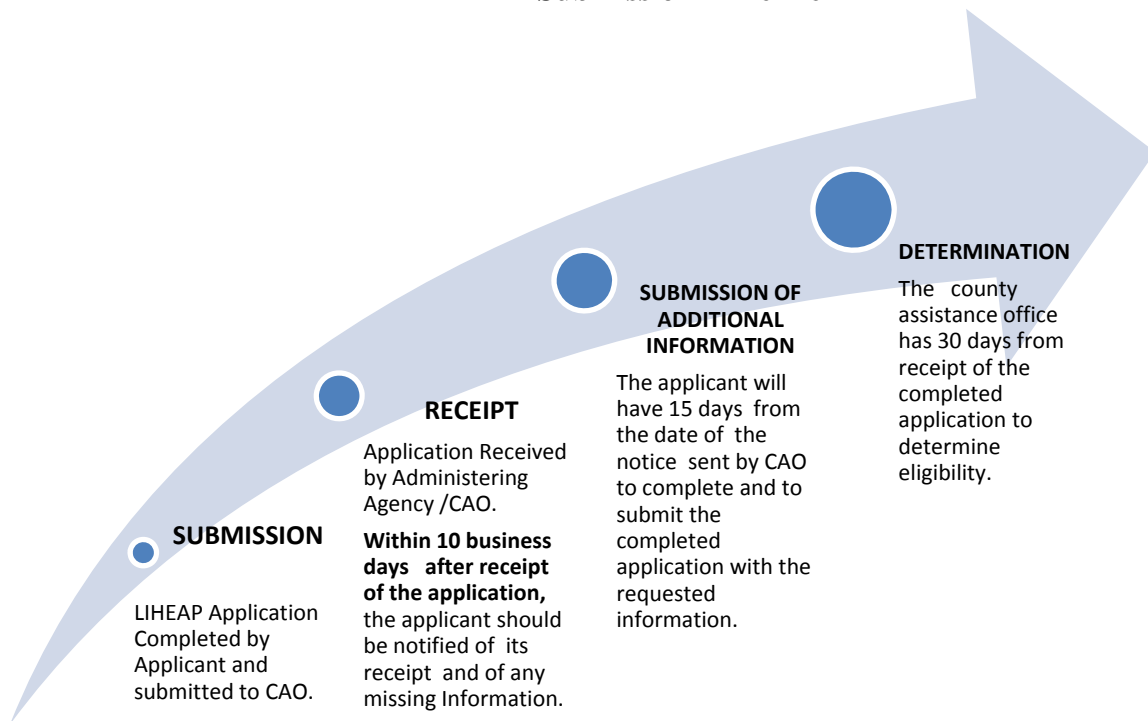 SUBMISSION
LIHEAP Application
Completed by
Applicant and
submitted to CAO.
RECEIPT
Application Received
by Administering
Agency /CAO.
Within 10 business
days after receipt
of the application,
the applicant should
be notified of its
receipt and of any
missing Information.
SUBMISSION OF
ADDITIONAL
INFORMATION
The applicant will
have 15 days from
the date of the
notice sent by CAO
to complete and to
submit the
completed
application with the
requested
information.
DETERMINATION
The county
assistance office
has 30 days from
receipt of the
completed
application to
determine
eligibility.